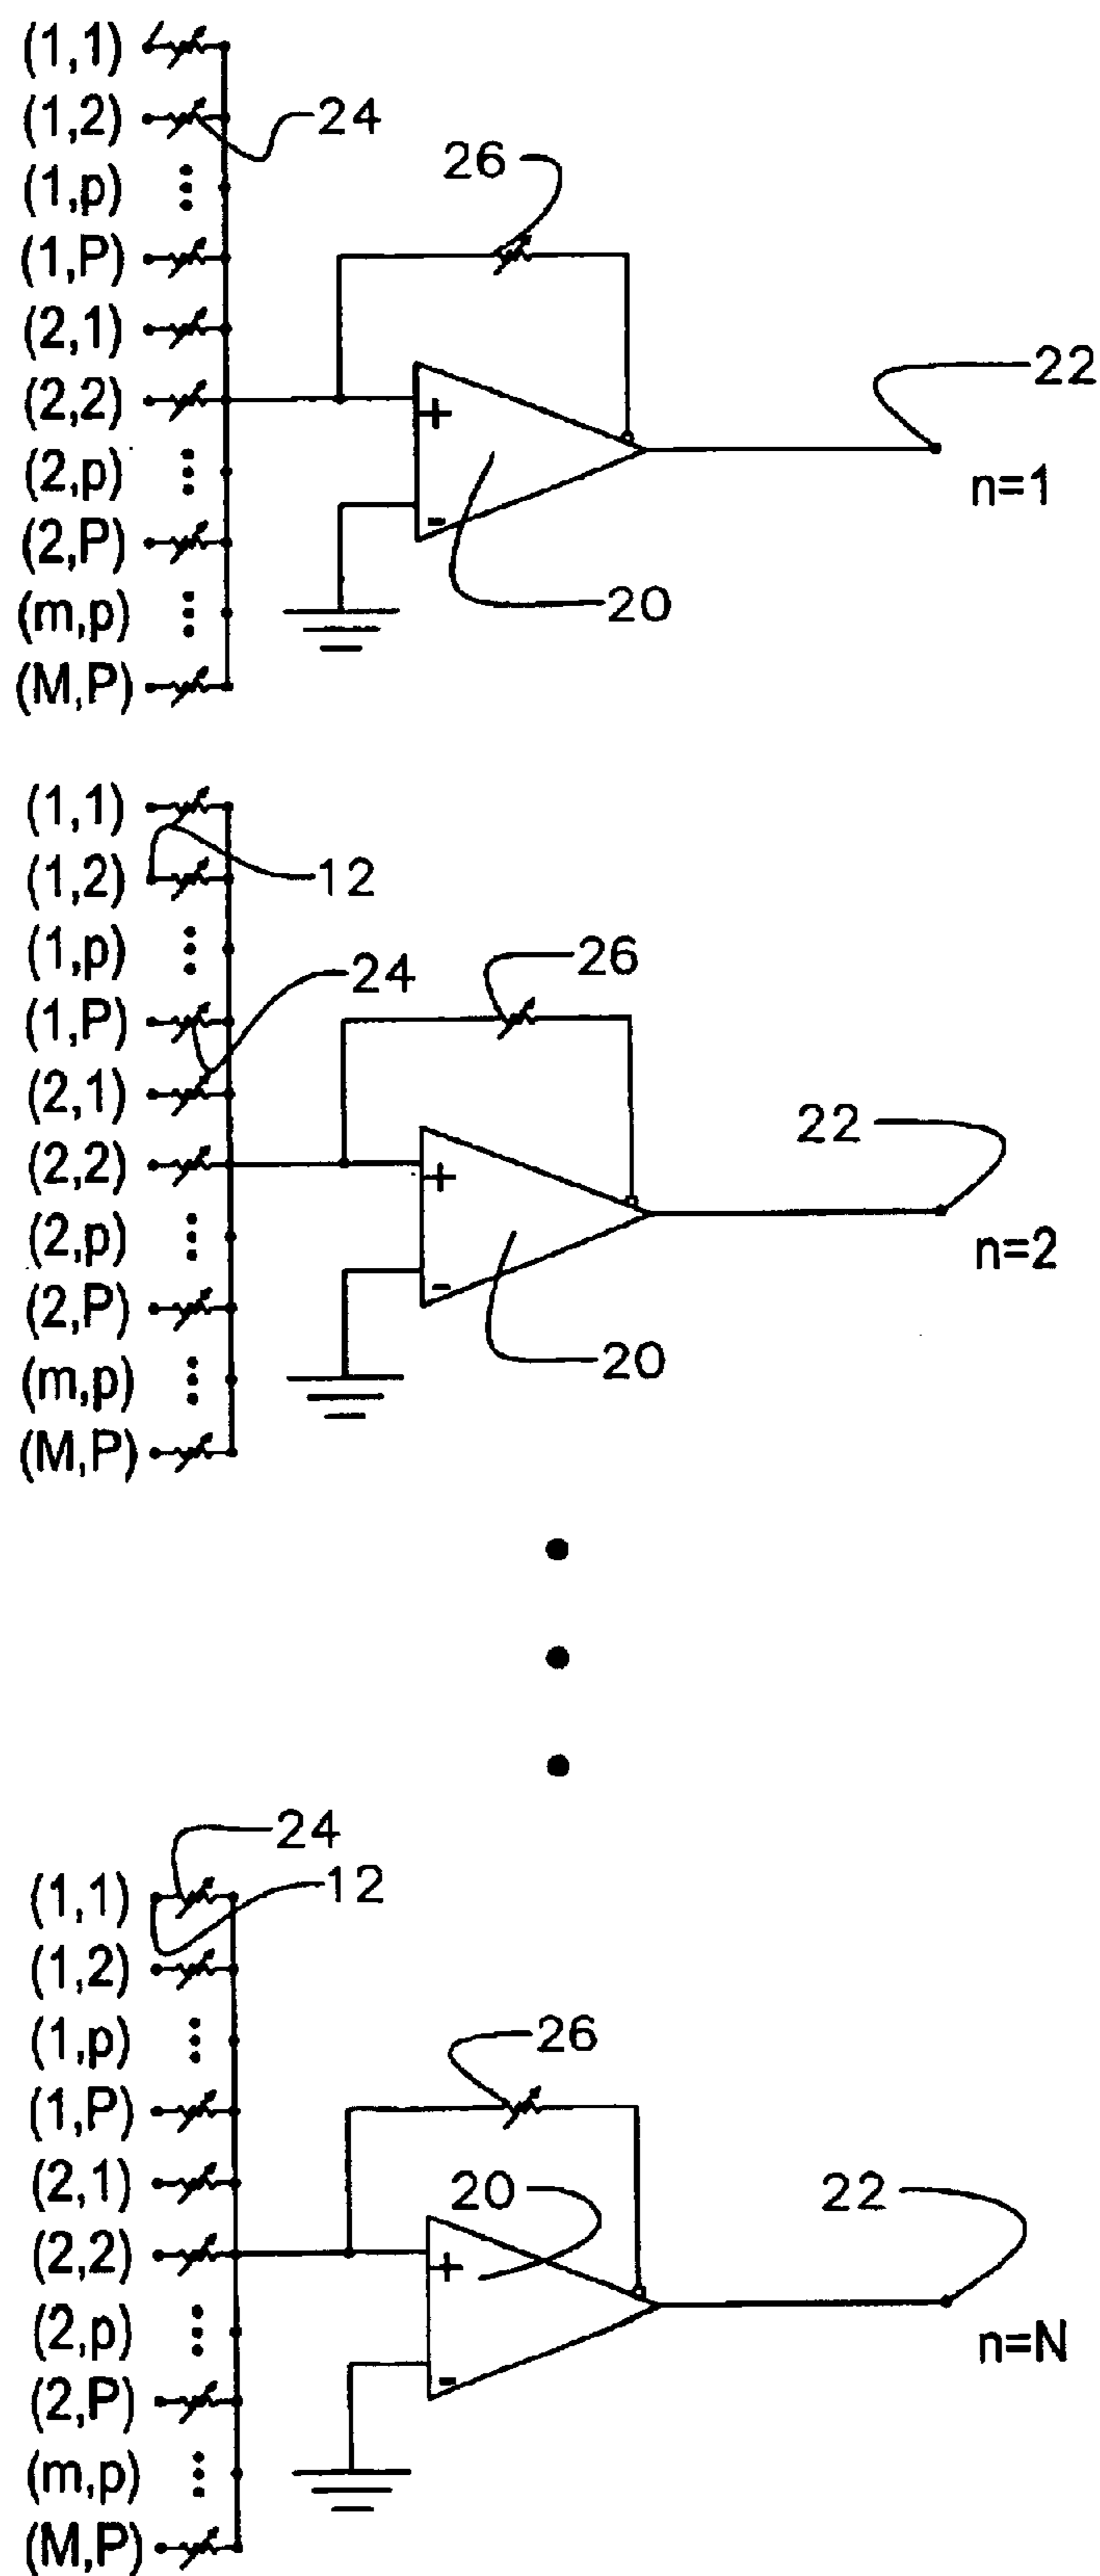 (1,1)
(1,2) 24
(1,p) 26
(1,P)
(2,1)
(2,2) + 22
(2,p) n=1
(2,P) -
(m,p) 20
(M,P)
(1,1)
(1,2) 12
(1,p) 26
(1,P) 24
(2,1) 22
(2,2) +
(2,p) n=2
(2,P) -
(m,p) 20
(M,P)
24
(1,1) 12
(1,2)
(1,p) 26
(1,P)
(2,1) 20 22
(2,2) +
(2,p) n=N
(2,P) -
(m,p)
(M,P)